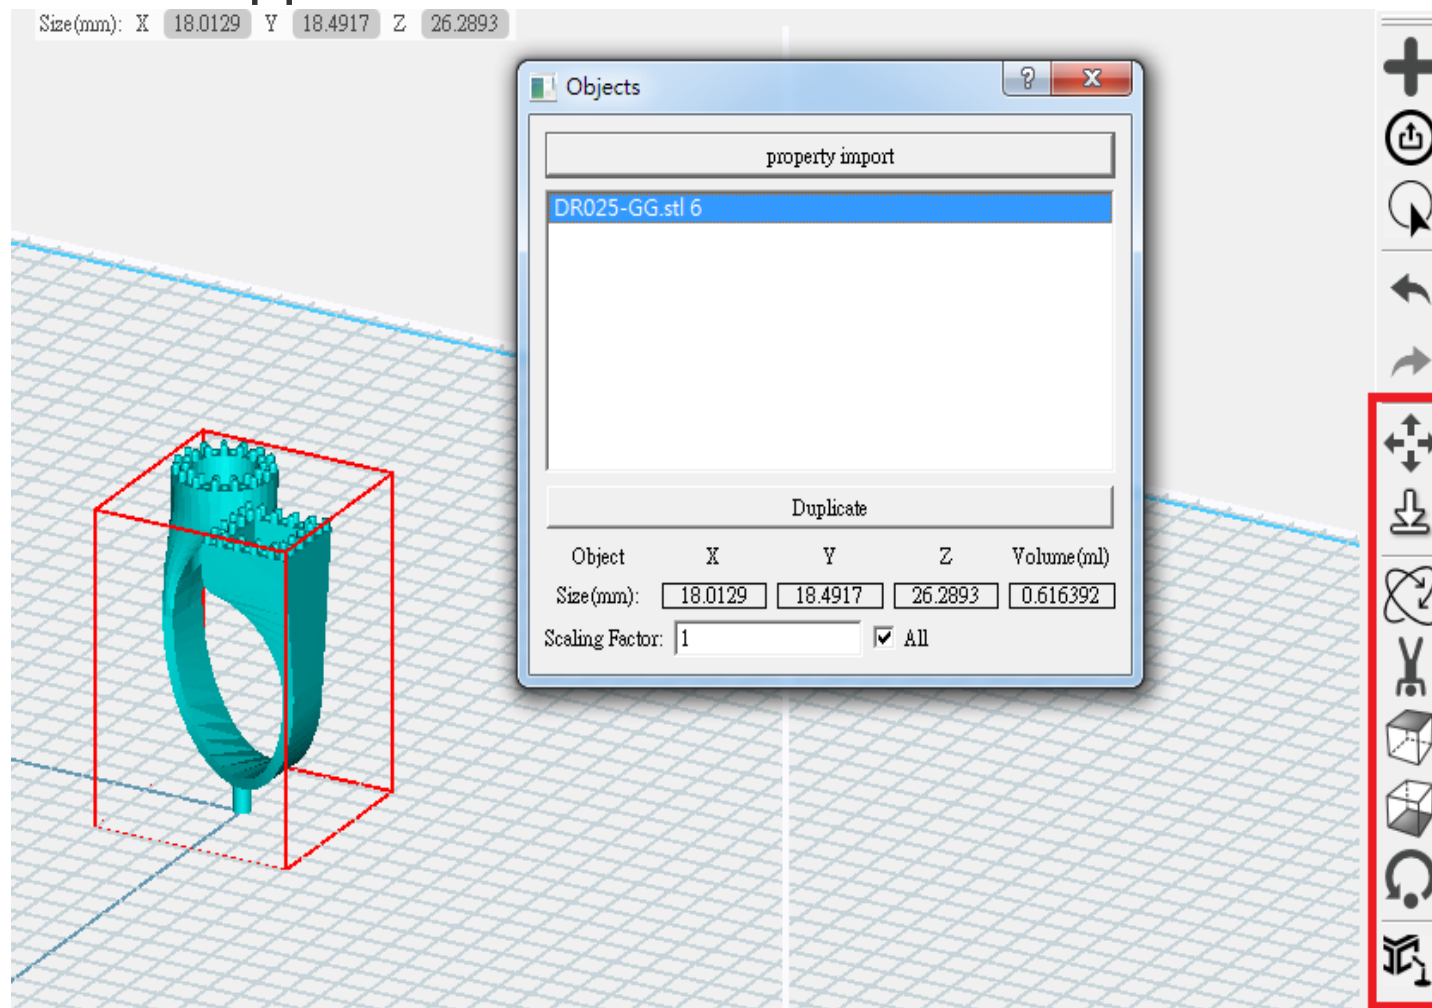 Size(mm): X 18.0129 Y 18.4917 Z 26.2893
Objects
property import
DR025-GG.stl 6
Duplicate
Object X Y Z Volume(ml)
Size(mm): 18.0129 18.4917 26.2893 0.616392
Scaling Factor: 1 All